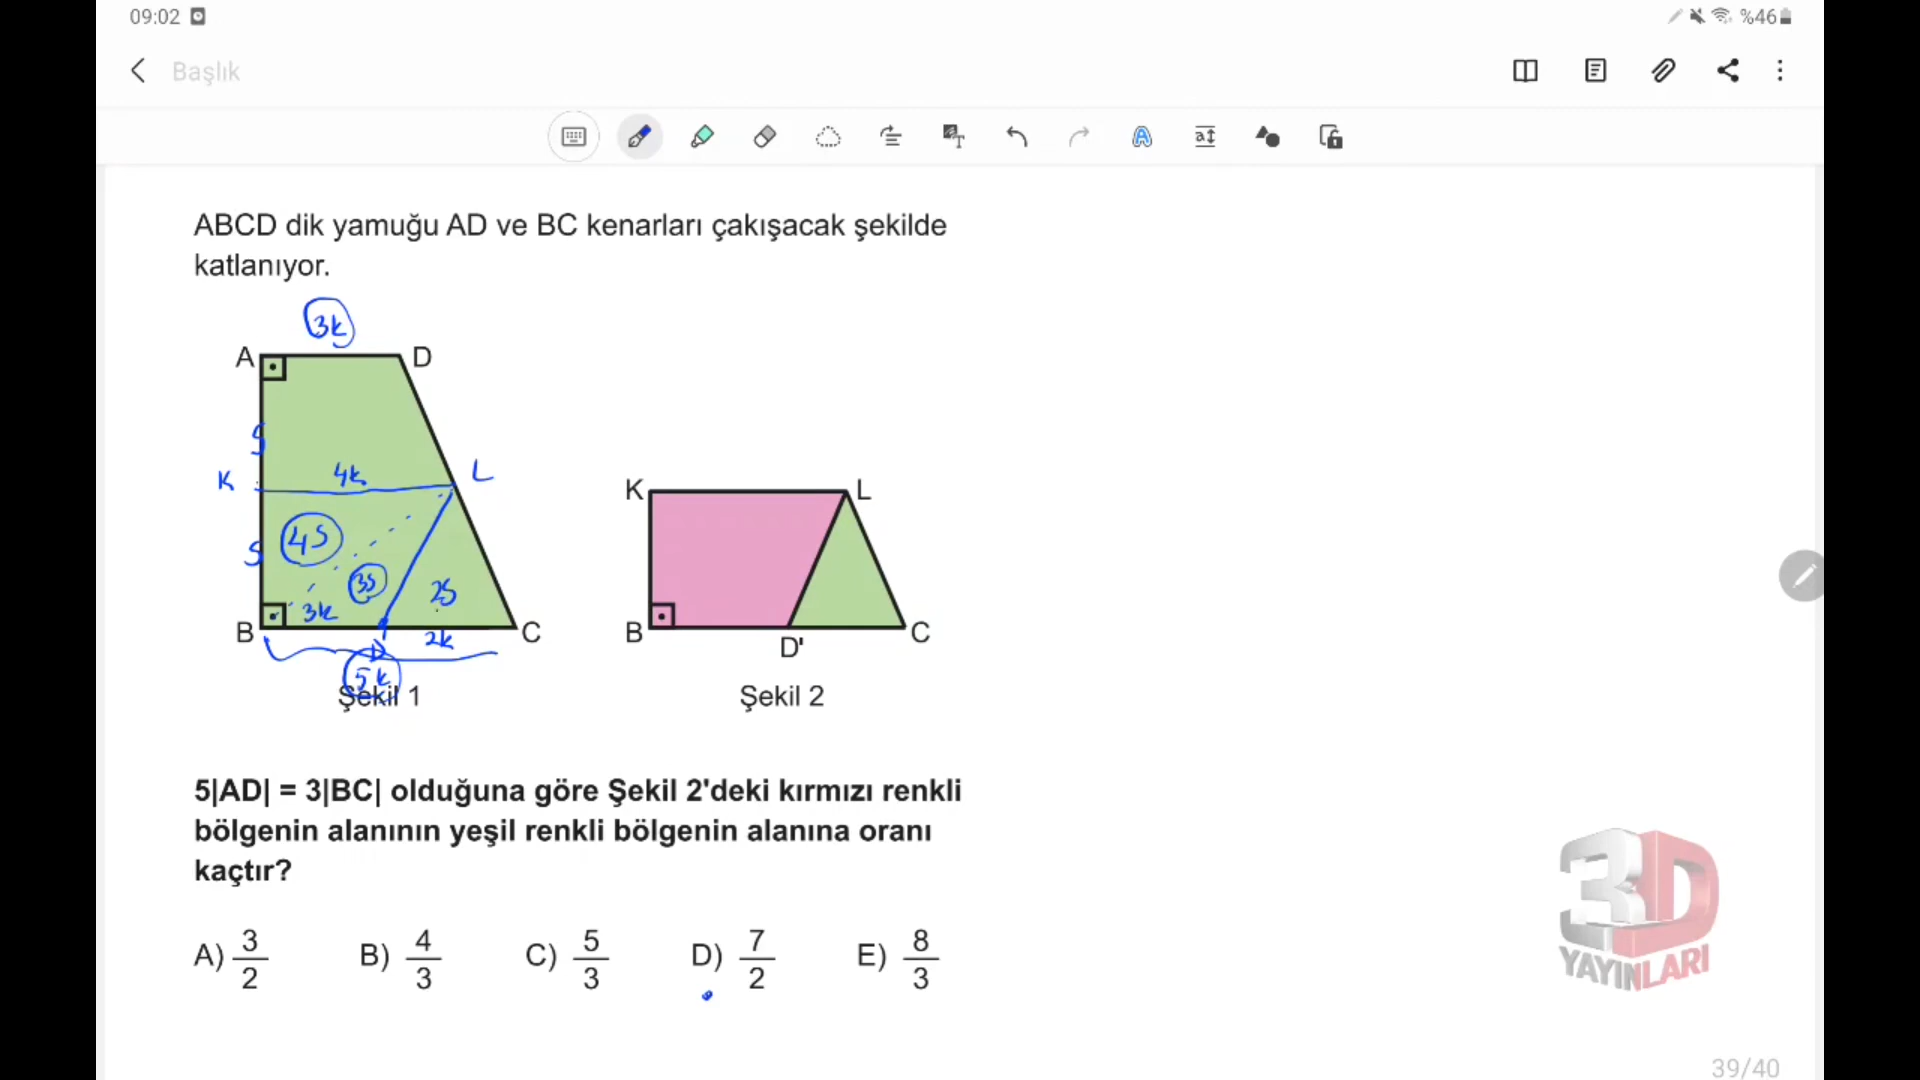 09:02
%46
Başlık
ABCD dik yamuğu AD ve BC kenarları çakışacak şekilde
katlanıyor.
3k
A
D
S
K
4k
L
4S
S
3S
2S
3k
B
C
D
2k
5k
Şekil 1
K
L
B
D'
C
Şekil 2
5|AD| = 3|BC| olduğuna göre Şekil 2'deki kırmızı renkli
bölgenin alanının yeşil renkli bölgenin alanına oranı
kaçtır?
A) 3/2 B) 4/3 C) 5/3 D) 7/2 E) 8/3
3D
YAYINLARI
39/40